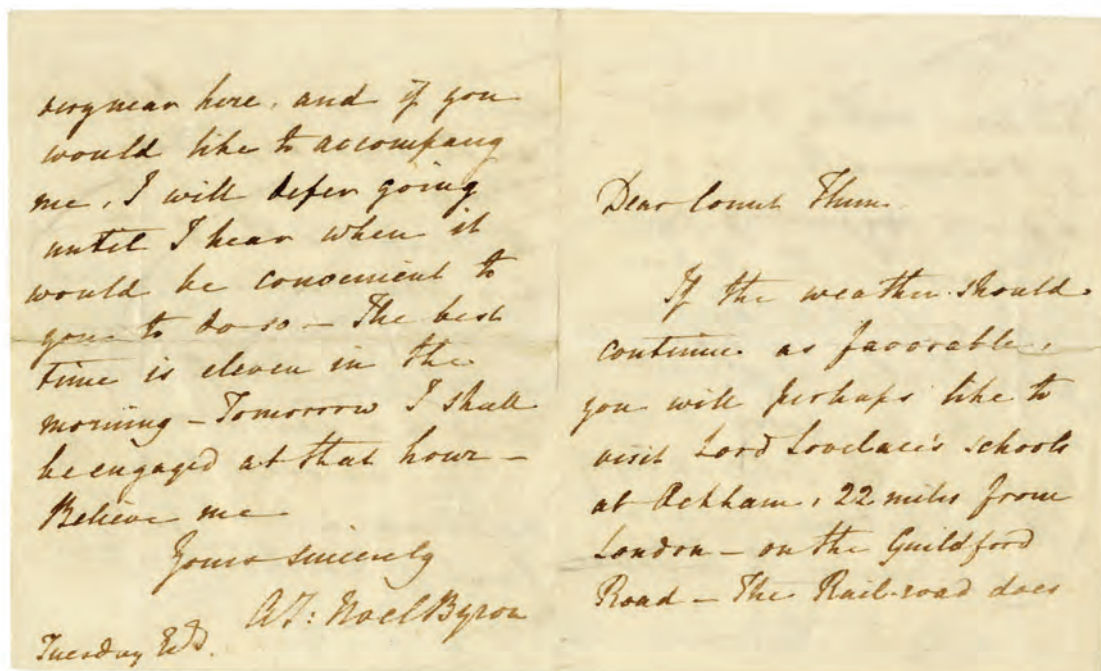 Dear Count Thun.
If the weather should
continue as favorable,
you will perhaps like to
visit Lord Lovelace's schools
at Ockham, 22 miles from
London - on the Guildford
Road - The Rail-road does
very near here, and if you
would like to accompany
me, I will defer going
until I hear when it
would be convenient to
you to do so - The best
time is eleven in the
morning - Tomorrow I shall
be engaged at that hour -
Believe me
Yours sincerely
A I: Noel Byron
Tuesday